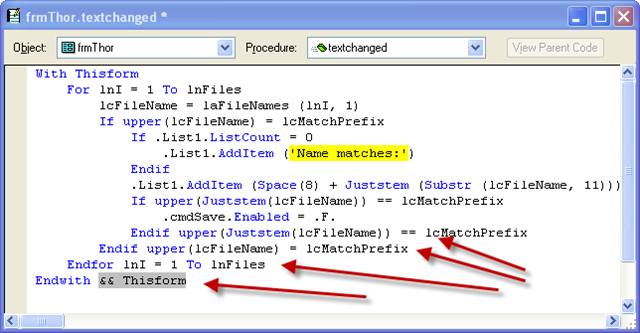 frmThor.textchanged *
Object: frmThor Procedure: textchanged View Parent Code
With Thisform
For lnI = 1 To lnFiles
lcFileName = laFileNames (lnI, 1)
If upper(lcFileName) = lcMatchPrefix
If .List1.ListCount = 0
.List1.AddItem ('Name matches:')
Endif
.List1.AddItem (Space(8) + Juststem (Substr (lcFileName, 11)))
If upper(Juststem(lcFileName)) == lcMatchPrefix
.cmdSave.Enabled = .F.
Endif upper(Juststem(lcFileName)) == lcMatchPrefix
Endif upper(lcFileName) = lcMatchPrefix
Endfor lnI = 1 To lnFiles
Endwith && Thisform